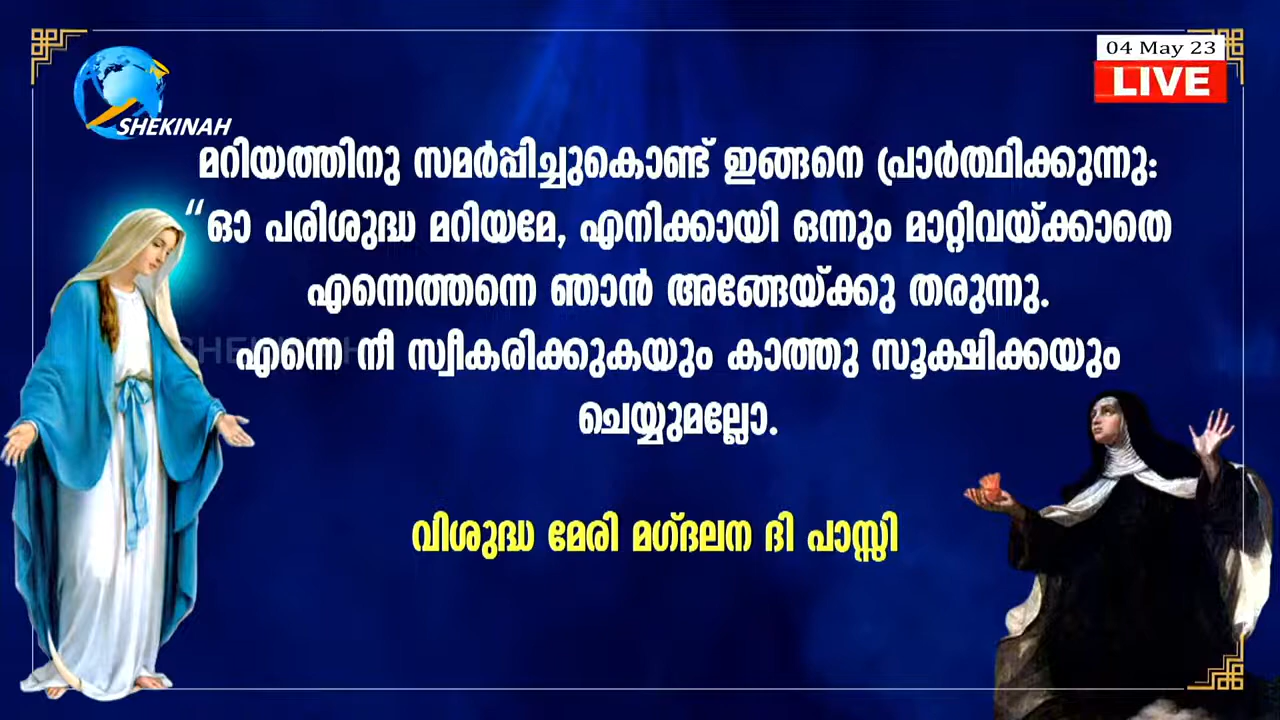 04 May 23
LIVE
SHEKINAH
മറിയത്തിനു സമർപ്പിച്ചുകൊണ്ട് ഇങ്ങനെ പ്രാർത്ഥിക്കുന്നു:
“ഓ പരിശുദ്ധ മറിയമേ, എനിക്കായി ഒന്നും മാറ്റിവയ്ക്കാതെ
എന്നെത്തന്നെ ഞാൻ അങ്ങേയ്ക്കു തരുന്നു.
SHEKINAH
എന്നെ നീ സ്വീകരിക്കുകയും കാത്തു സൂക്ഷിക്കയും
ചെയ്യുമല്ലോ.
വിശുദ്ധ മേരി മഗ്ദലന ദി പാസ്സി